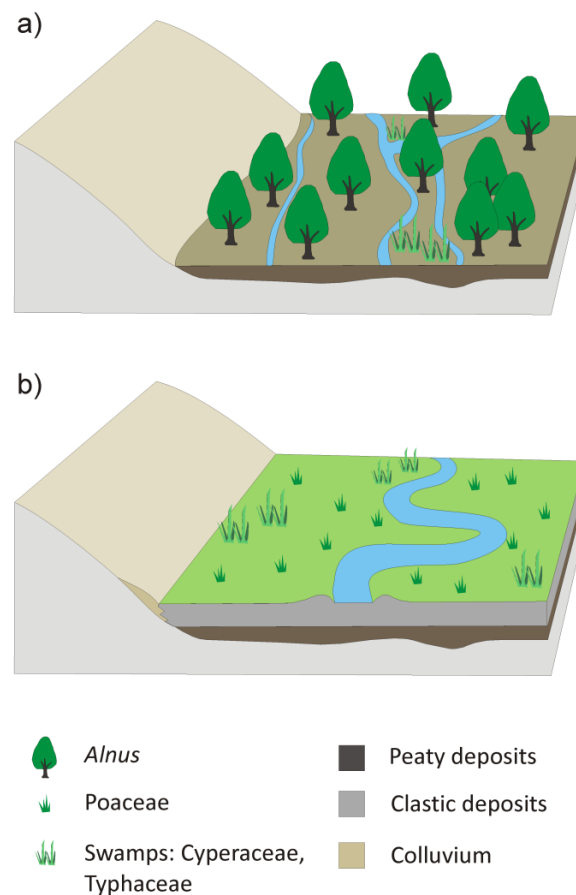 a)
b)
Alnus
Poaceae
Swamps: Cyperaceae,
Typhaceae
Peaty deposits
Clastic deposits
Colluvium